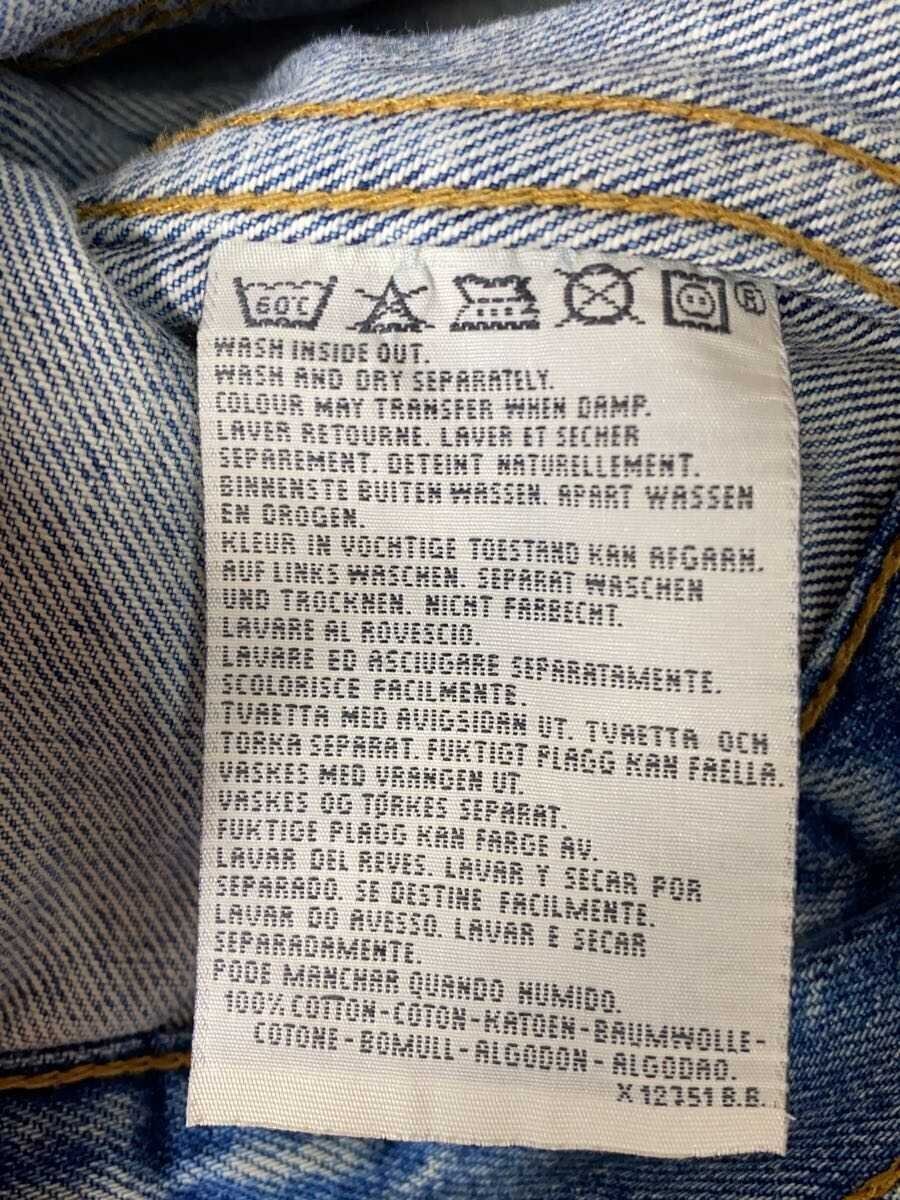 60C ®
WASH INSIDE OUT.
WASH AND DRY SEPARATELY.
COLOUR MAY TRANSFER WHEN DAMP.
LAVER RETOURNE. LAVER ET SECHER
SEPAREMENT. DETEINT NATURELLEMENT.
BINNENSTE BUITEN WASSEN. APART WASSEN
EN DROGEN.
KLEUR IN VOCHTIGE TOESTAND KAN AFGAAN.
AUF LINKS WASCHEN. SEPARAT WASCHEN
UND TROCKNEN. NICHT FARBECHT.
LAVARE AL ROVESCIO.
LAVARE ED ASCIUGARE SEPARATAMENTE.
SCOLORISCE FACILMENTE.
TVAETTA MED AVIGSIDAN UT. TVAETTA OCH
TORKA SEPARAT. FUKTIGT PLAGG KAN FAELLA.
VASKES MED VRANGEN UT.
VASKES OG TØRKES SEPARAT.
FUKTIGE PLAGG KAN FARGE AV.
LAVAR DEL REVES. LAVAR Y SECAR POR
SEPARADO. SE DESTINE FACILMENTE.
LAVAR DO AVESSO. LAVAR E SECAR
SEPARADAMENTE.
PODE MANCHAR QUANDO HUMIDO.
100% COTTON-COTON-KATOEN-BAUMWOLLE-
COTONE-BOMULL-ALGODON-ALGODAO.
X 12351 B.B.